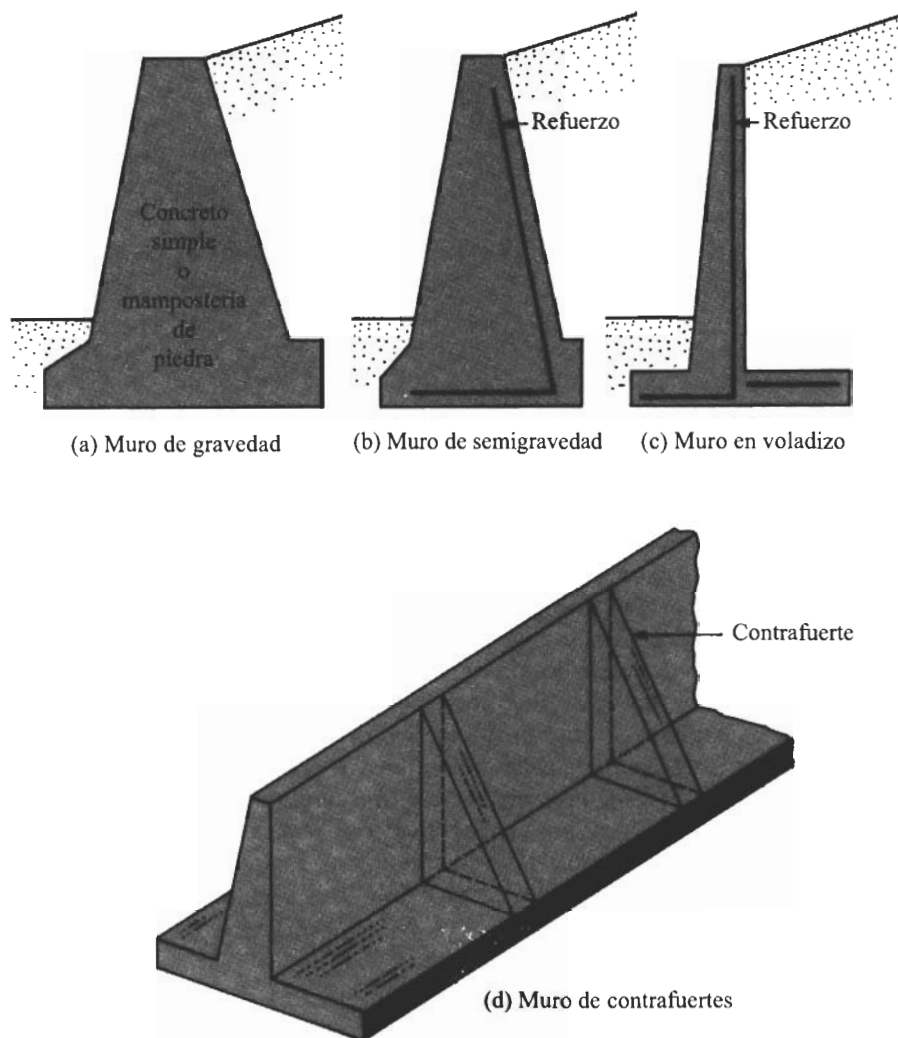 Refuerzo
Refuerzo
Concreto
simple
o
mampostería
de
piedra
(a) Muro de gravedad
(b) Muro de semigravedad
(c) Muro en voladizo
Contrafuerte
(d) Muro de contrafuertes